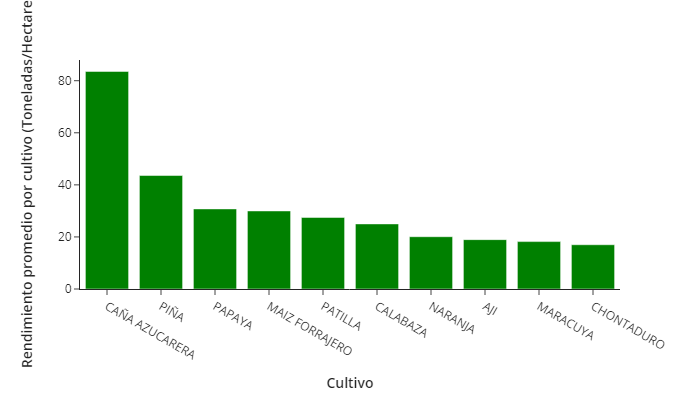 Rendimiento promedio por cultivo (Toneladas/Hectare
80
60
40
20
0
CAÑA AZUCARERA
PIÑA
PAPAYA
MAIZ FORRAJERO
PATILLA
CALABAZA
NARANJA
AJI
MARACUYA
CHONTADURO
Cultivo